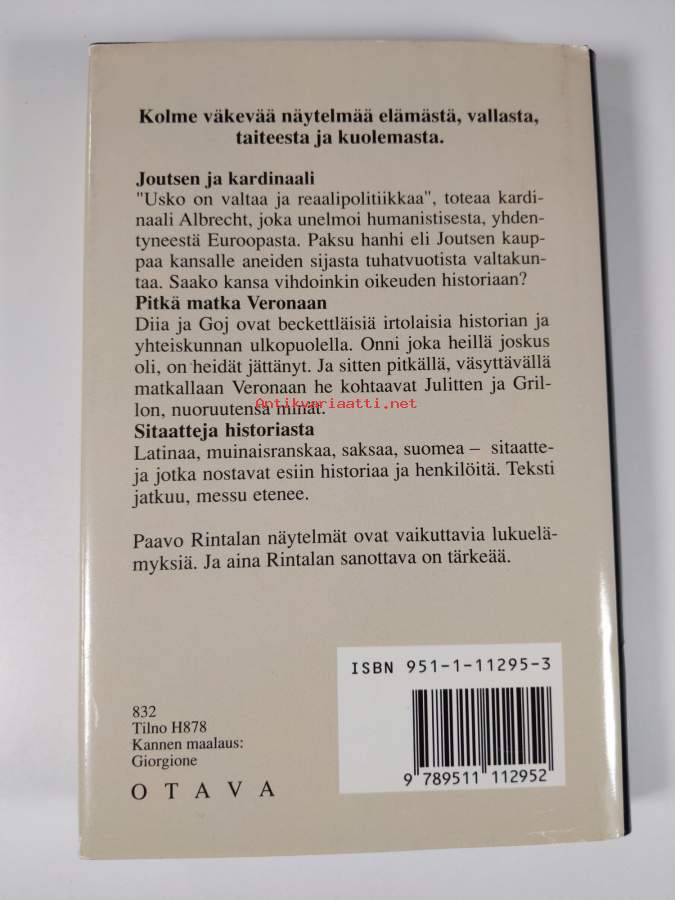 Kolme väkevää näytelmää elämästä, vallasta,
taiteesta ja kuolemasta.
Joutsen ja kardinaali
"Usko on valtaa ja reaalipolitiikkaa", toteaa kardi-
naali Albrecht, joka unelmoi humanistisesta, yhden-
tyneestä Euroopasta. Paksu hanhi eli Joutsen kaup-
paa kansalle aneiden sijasta tuhatvuotista valtakun-
taa. Saako kansa vihdoinkin oikeuden historiaan?
Pitkä matka Veronaan
Diia ja Goj ovat beckettläisiä irtolaisia historian ja
yhteiskunnan ulkopuolella. Onni joka heillä joskus
oli, on heidät jättänyt. Ja sitten pitkällä, väsyttävällä
matkallaan Veronaan he kohtaavat Julitten ja Gril-
lon, nuoruutensa minät.
Antikvariaatti.net
Sitaatteja historiasta
Latinaa, muinaisranskaa, saksaa, suomea – sitaatte-
ja jotka nostavat esiin historiaa ja henkilöitä. Teksti
jatkuu, messu etenee.
Paavo Rintalan näytelmät ovat vaikuttavia lukuelä-
myksiä. Ja aina Rintalan sanottava on tärkeää.
ISBN 951-1-11295-3
9 789511 112952
832
Tilno H878
Kannen maalaus:
Giorgione
OTAVA